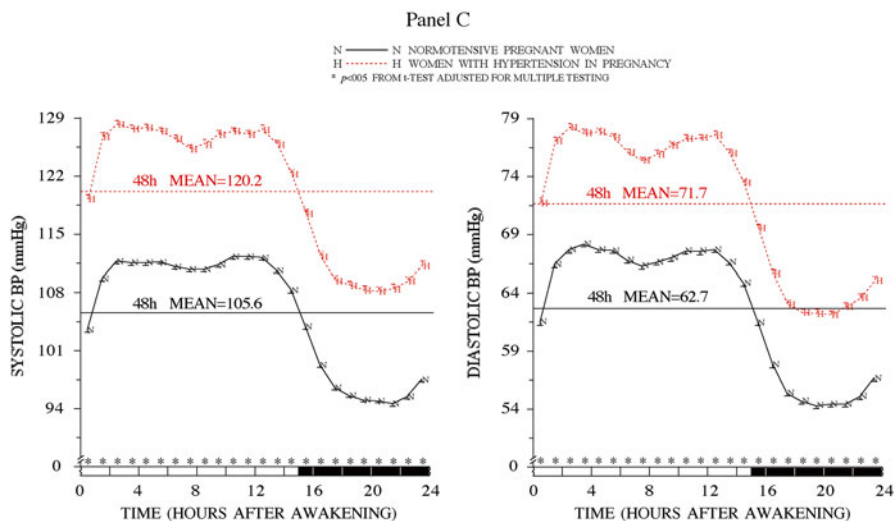 Panel C
N N NORMOTENSIVE PREGNANT WOMEN
H H WOMEN WITH HYPERTENSION IN PREGNANCY
* p<005 FROM t-TEST ADJUSTED FOR MULTIPLE TESTING
SYSTOLIC BP (mmHg)
129
122
115
108
101
94
0
48h MEAN=120.2
48h MEAN=105.6
* * * * * * * * * * * * * * * * * * * * * * * *
0 4 8 12 16 20 24
TIME (HOURS AFTER AWAKENING)
DIASTOLIC BP (mmHg)
79
74
69
64
59
54
0
48h MEAN=71.7
48h MEAN=62.7
* * * * * * * * * * * * * * * * * * * * * * * *
0 4 8 12 16 20 24
TIME (HOURS AFTER AWAKENING)